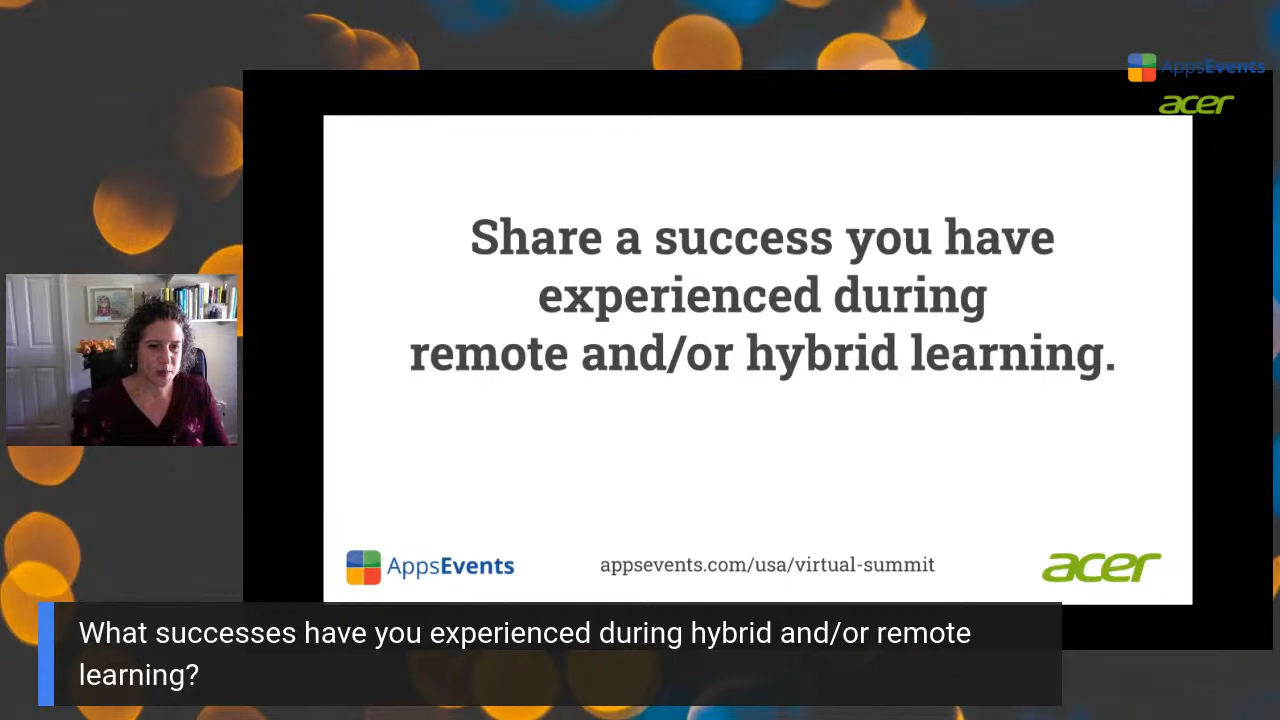 AppsEvents
acer
Share a success you have
experienced during
remote and/or hybrid learning.
AppsEvents
appsevents.com/usa/virtual-summit
acer
What successes have you experienced during hybrid and/or remote
learning?